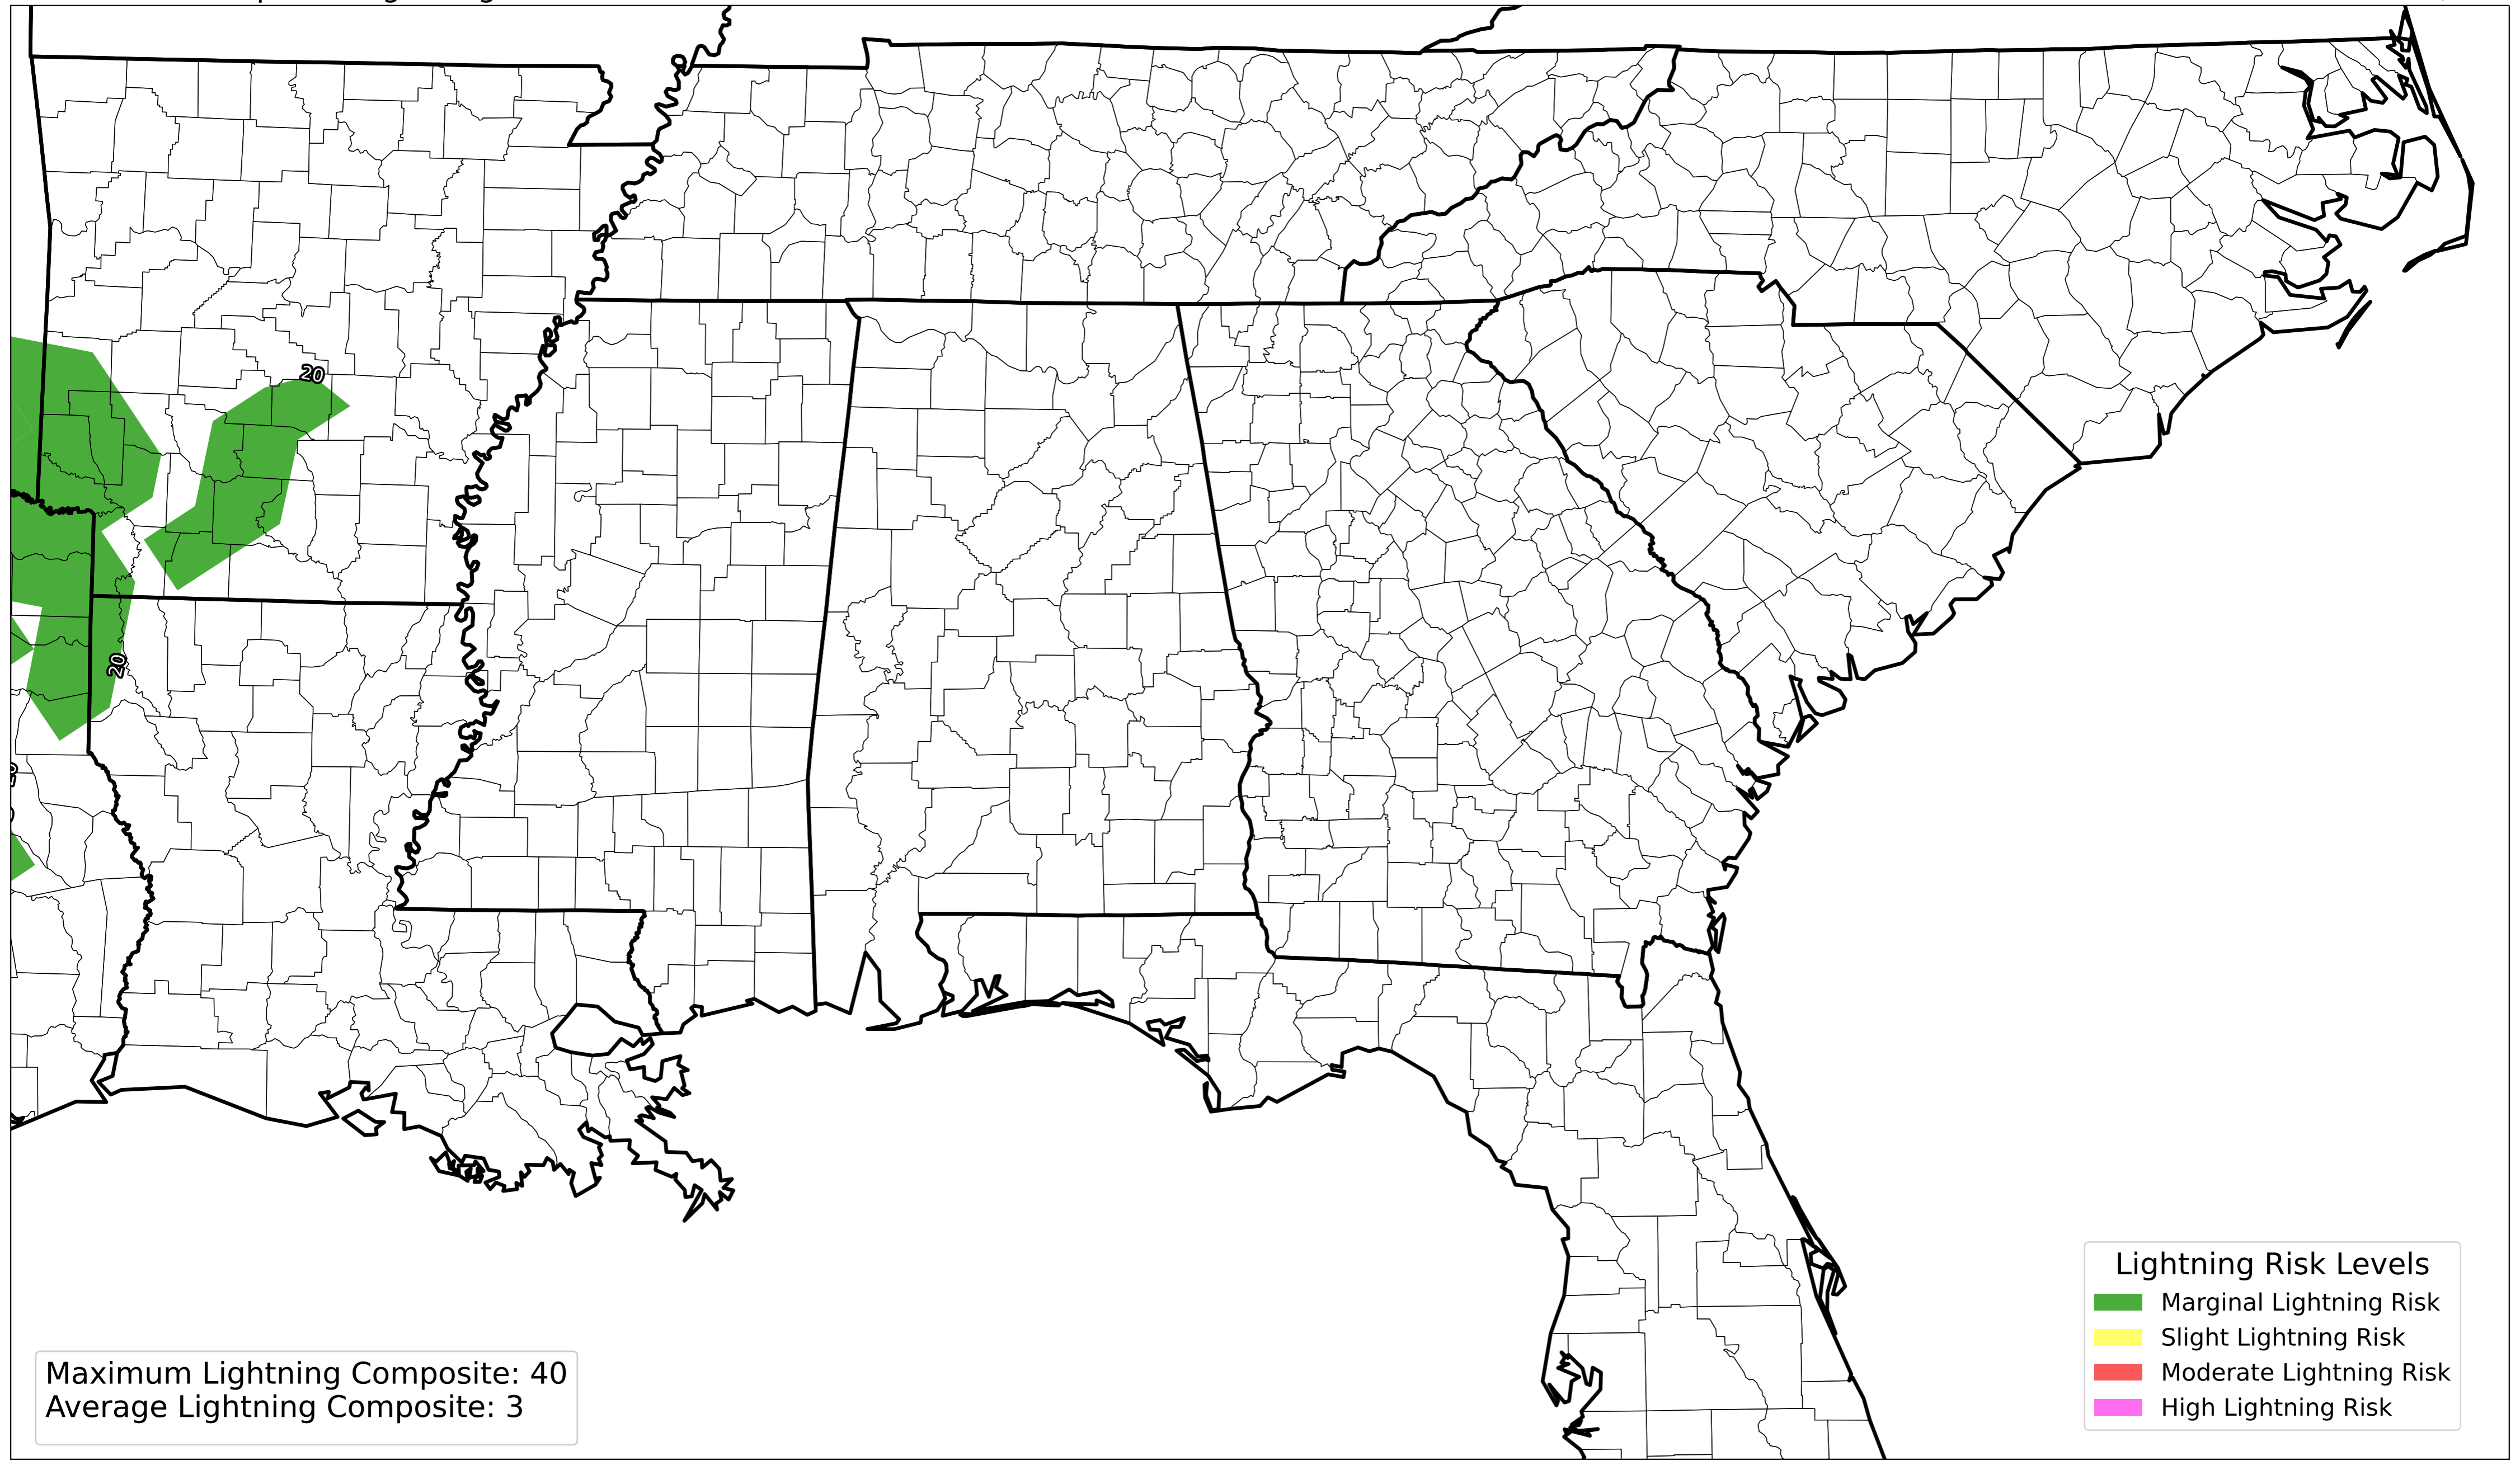 20
20
Lightning Risk Levels
Marginal Lightning Risk
Slight Lightning Risk
Moderate Lightning Risk
High Lightning Risk
Maximum Lightning Composite: 40
Average Lightning Composite: 3